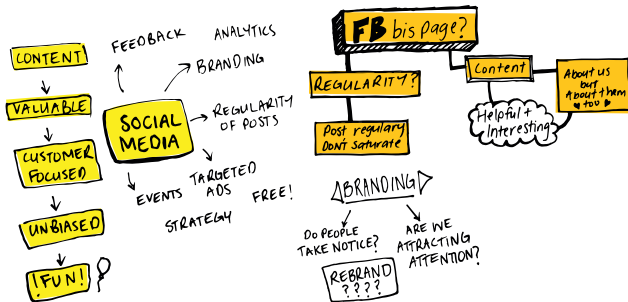 CONTENT
VALUABLE
CUSTOMER
FOCUSED
UNBIASED
!FUN!
FEEDBACK
ANALYTICS
BRANDING
SOCIAL
MEDIA
REGULARITY
OF POSTS
EVENTS
TARGETED
ADS
STRATEGY
FREE!
FB bis page?
REGULARITY?
Post regulary
DON'T saturate
Content
Helpful +
Interesting
About us
but
About them
too
BRANDING
DO PEOPLE
TAKE NOTICE?
REBRAND
????
ARE WE
ATTRACTING
ATTENTION?